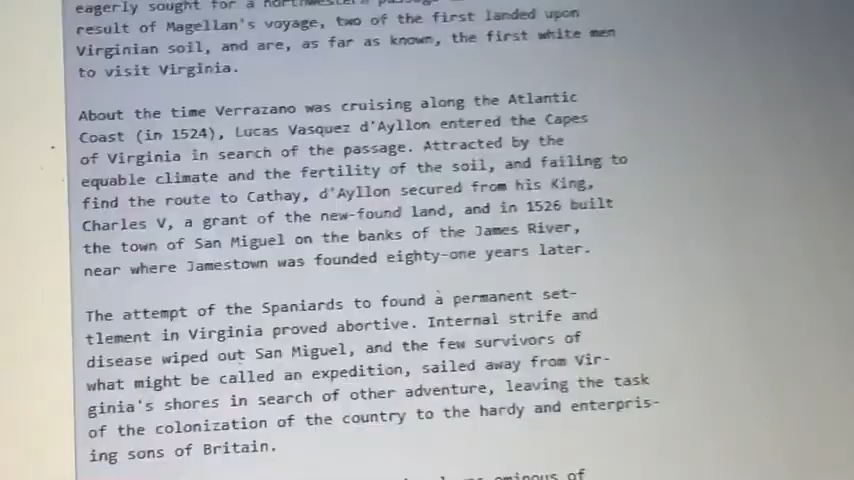 eagerly sought for a northwestern passage
result of Magellan's voyage, two of the first landed upon
Virginian soil, and are, as far as known, the first white men
to visit Virginia.
About the time Verrazano was cruising along the Atlantic
Coast (in 1524), Lucas Vasquez d'Ayllon entered the Capes
of Virginia in search of the passage. Attracted by the
equable climate and the fertility of the soil, and failing to
find the route to Cathay, d'Ayllon secured from his King,
Charles V, a grant of the new-found land, and in 1526 built
the town of San Miguel on the banks of the James River,
near where Jamestown was founded eighty-one years later.
The attempt of the Spaniards to found a permanent set-
tlement in Virginia proved abortive. Internal strife and
disease wiped out San Miguel, and the few survivors of
what might be called an expedition, sailed away from Vir-
ginia's shores in search of other adventure, leaving the task
of the colonization of the country to the hardy and enterpris-
ing sons of Britain.
ominous of